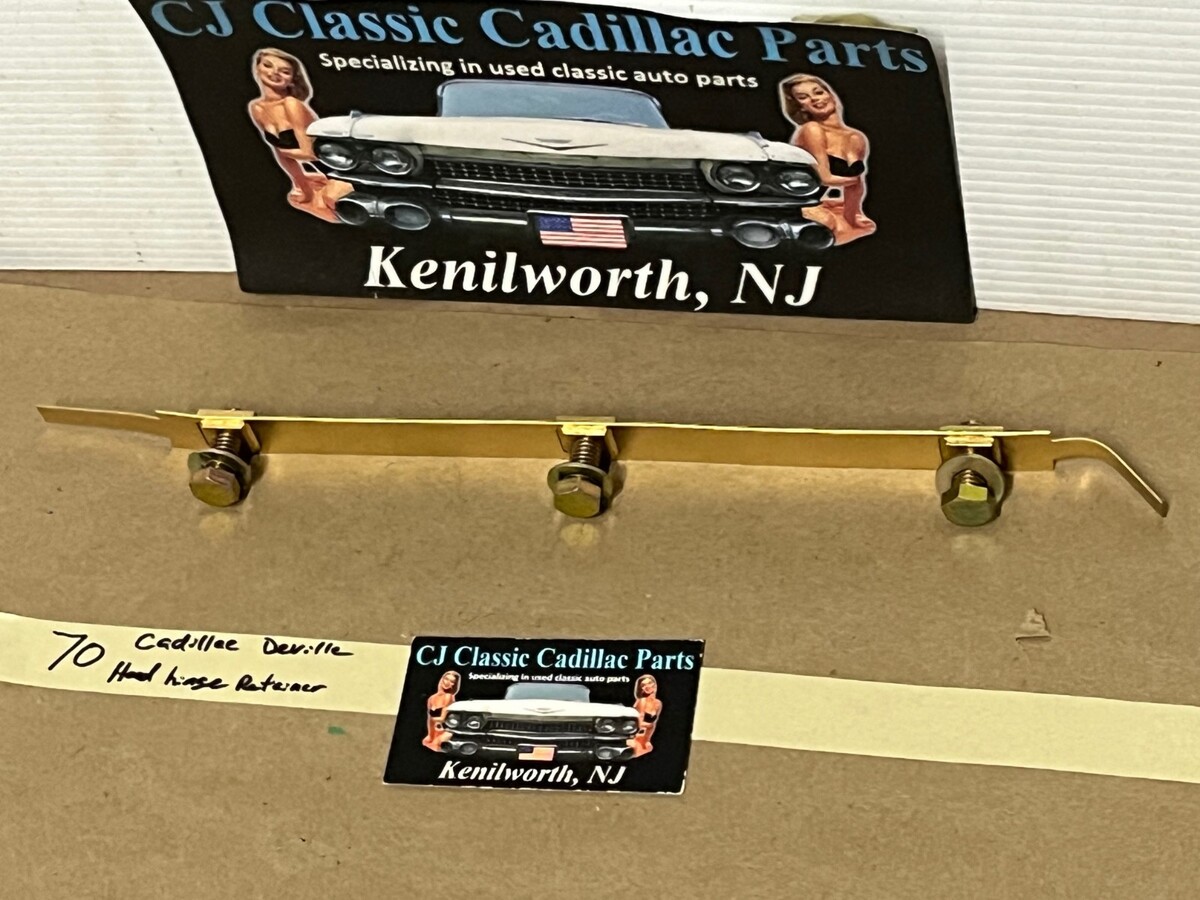 CJ Classic Cadillac Parts
Specializing in used classic auto parts
Kenilworth, NJ
70 Cadillac Deville
Hood hinge Retainer
CJ Classic Cadillac Parts
Specializing in used classic auto parts
Kenilworth, NJ